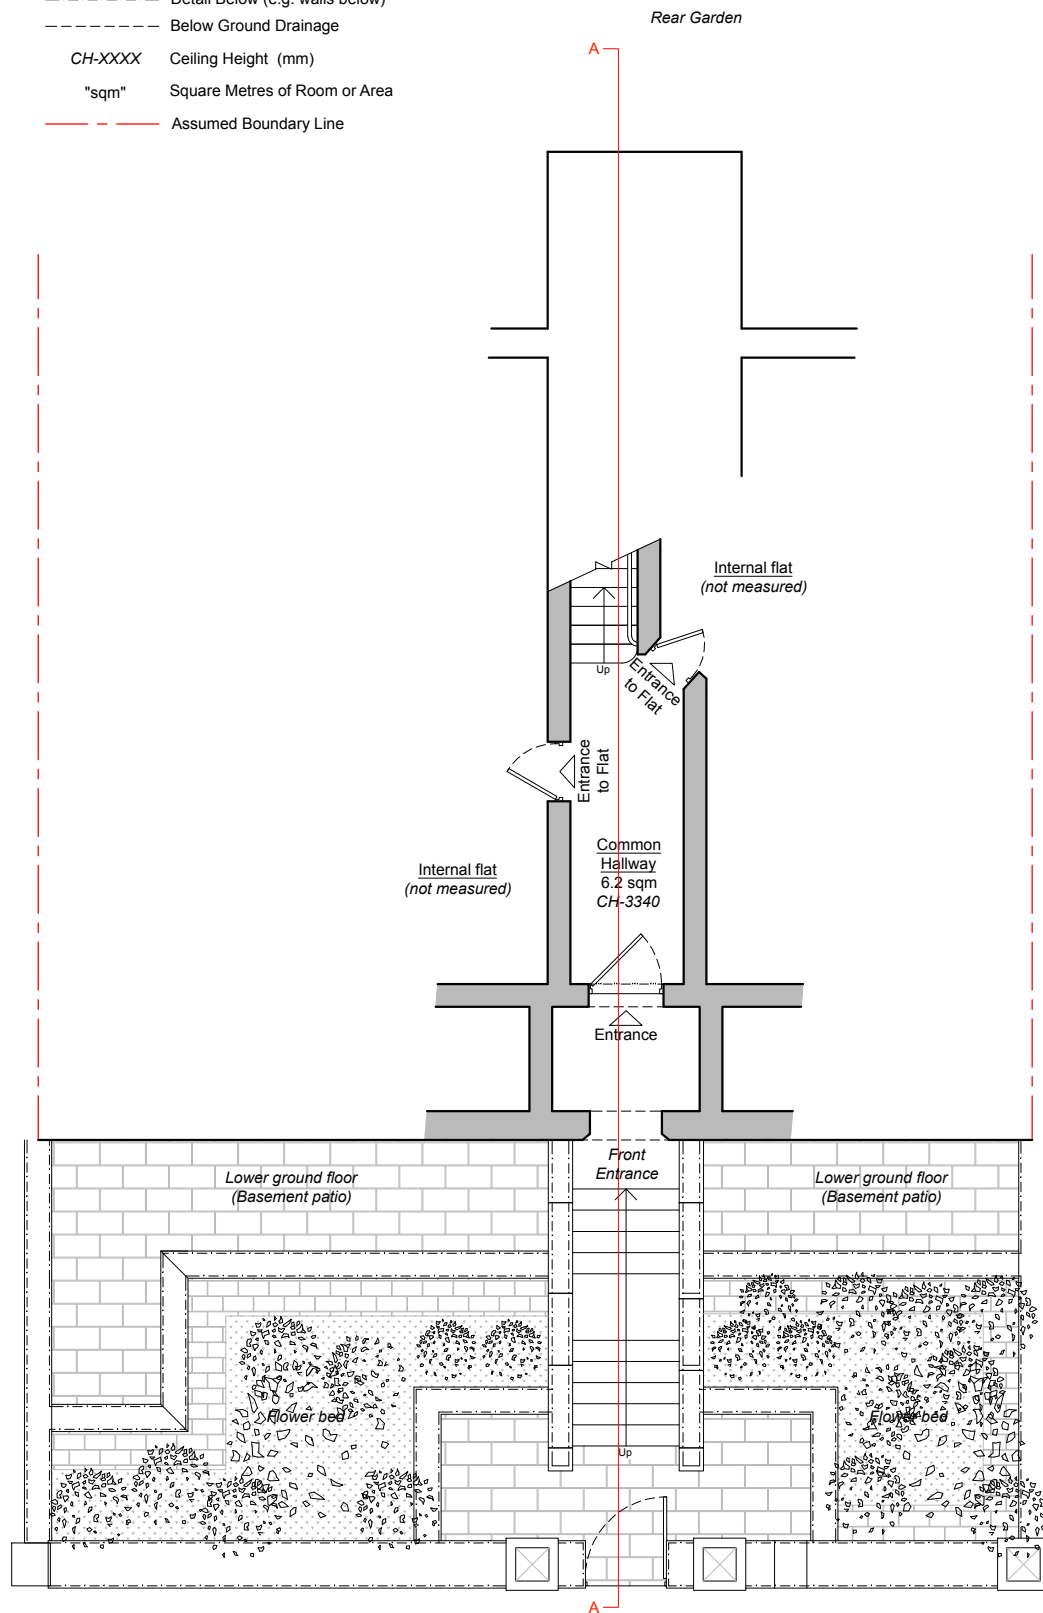 Detail Below (e.g. walls below)
Below Ground Drainage
CH-XXXX Ceiling Height (mm)
"sqm" Square Metres of Room or Area
Assumed Boundary Line
Rear Garden
A
Internal flat
(not measured)
Up
Entrance
to Flat
Entrance
to Flat
Common
Hallway
6.2 sqm
CH-3340
Internal flat
(not measured)
Entrance
Front
Entrance
Lower ground floor
(Basement patio)
Lower ground floor
(Basement patio)
Flower bed
Flower bed
Up
A